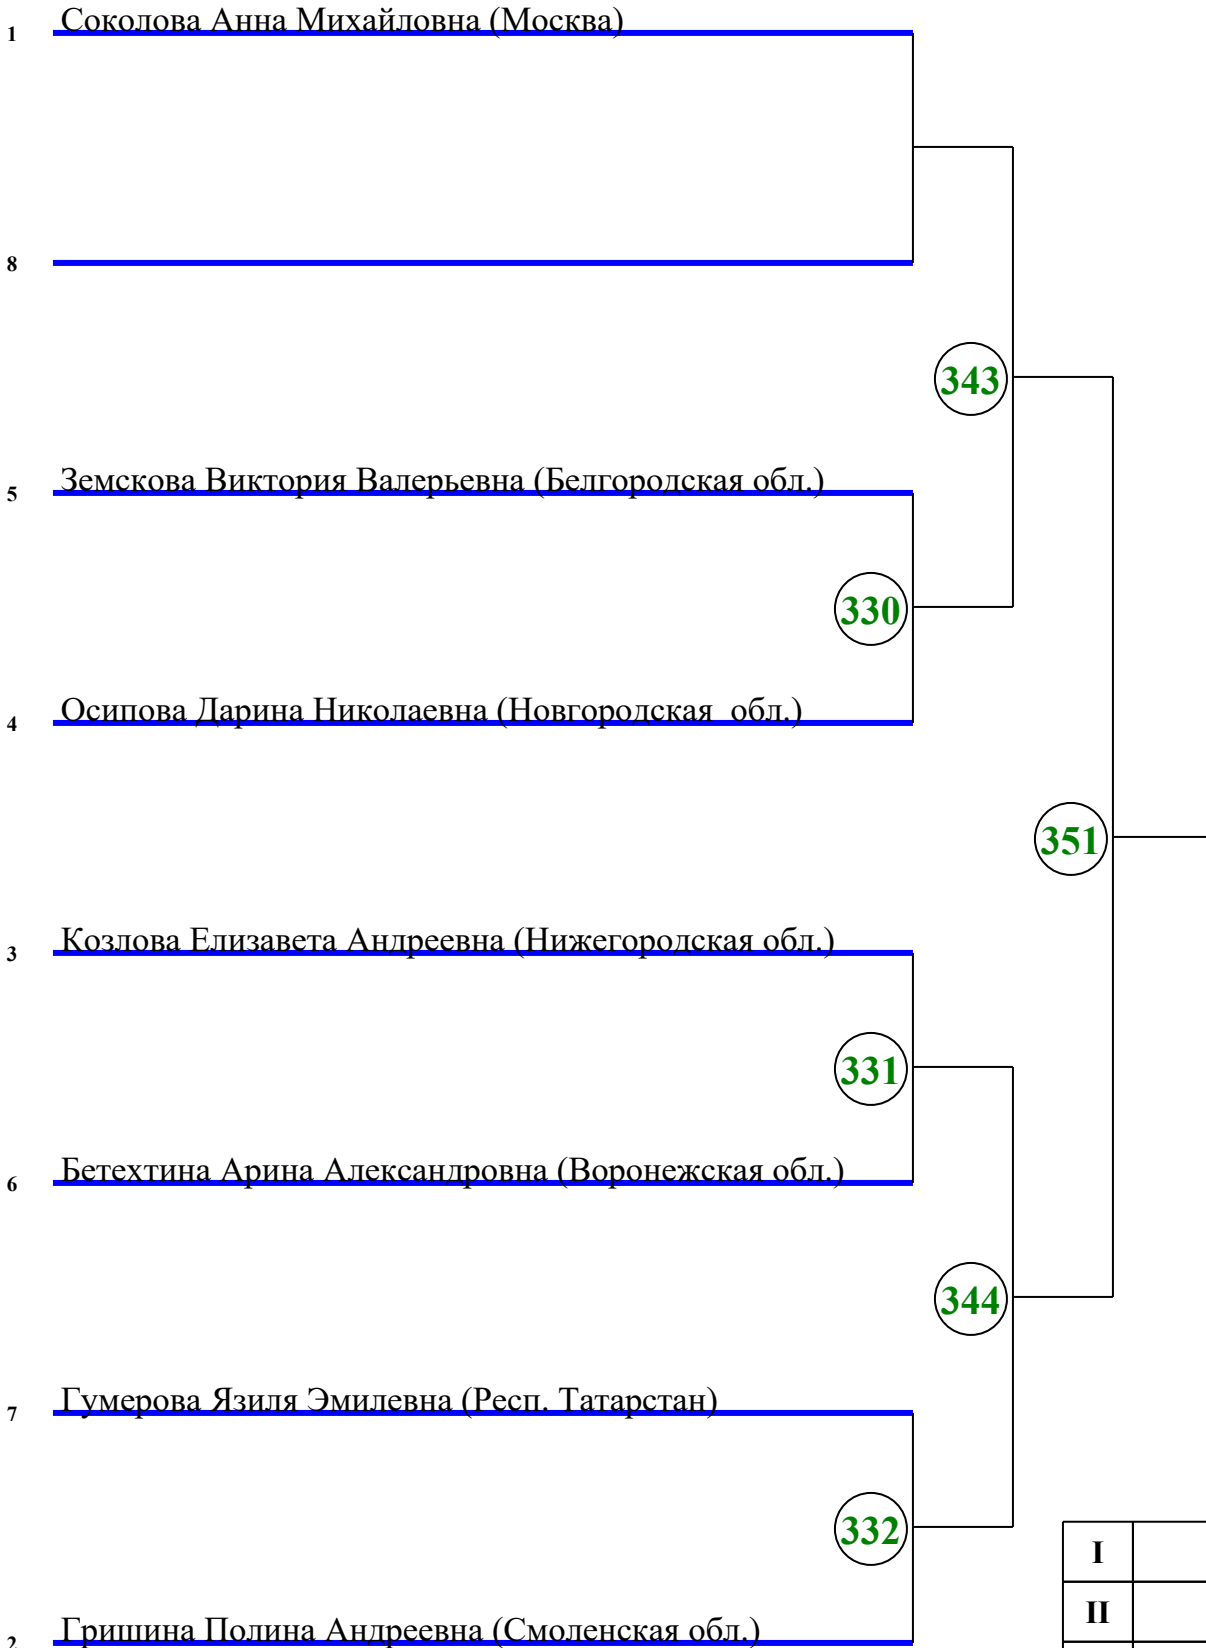 1 Соколова Анна Михайловна (Москва)
8
343
5 Земскова Виктория Валерьевна (Белгородская обл.)
330
4 Осипова Дарина Николаевна (Новгородская  обл.)
351
3 Козлова Елизавета Андреевна (Нижегородская обл.)
331
6 Бетехтина Арина Александровна (Воронежская обл.)
344
7 Гумерова Язиля Эмилевна (Респ. Татарстан)
332
I
II
2 Гришина Полина Андреевна (Смоленская обл.)